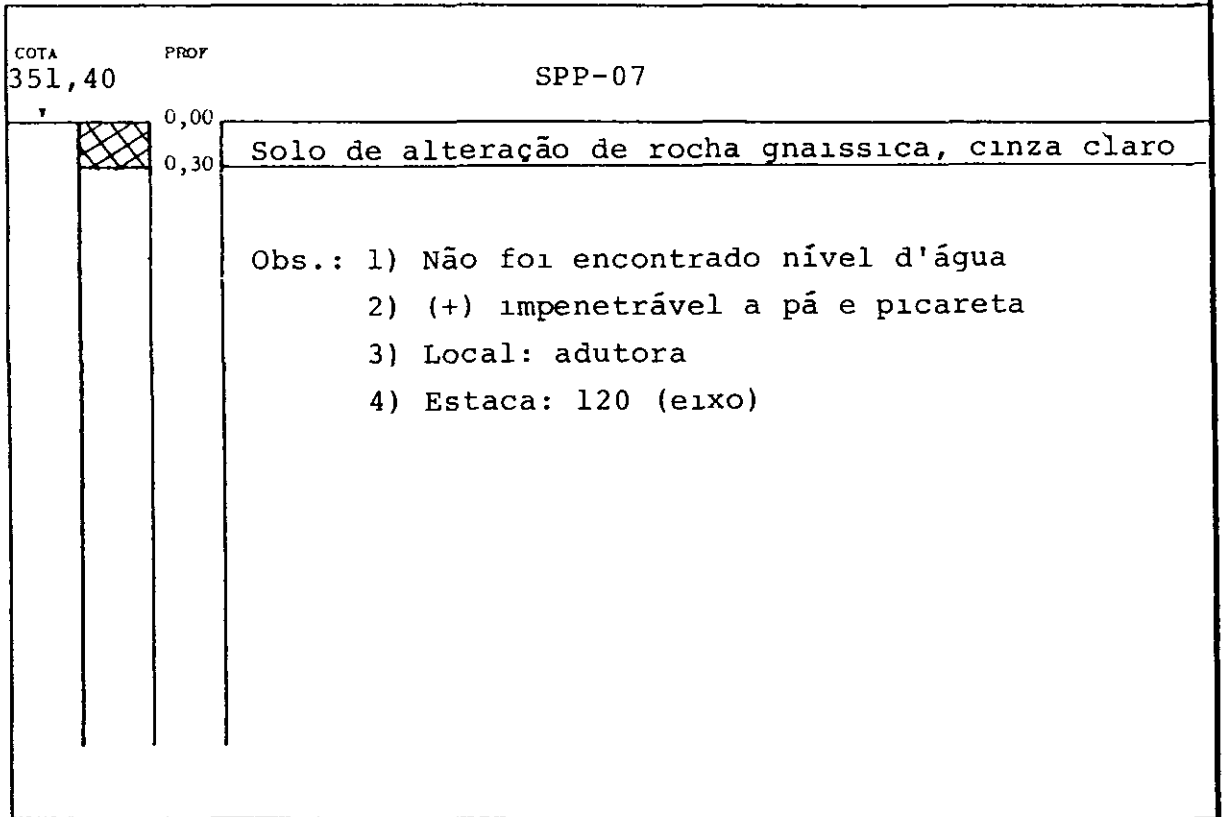 COTA PROF
351,40 SPP-07
0,00
Solo de alteração de rocha gnaissica, cinza claro
0,30
Obs.: 1) Não foi encontrado nível d'água
2) (+) impenetrável a pá e picareta
3) Local: adutora
4) Estaca: 120 (eixo)